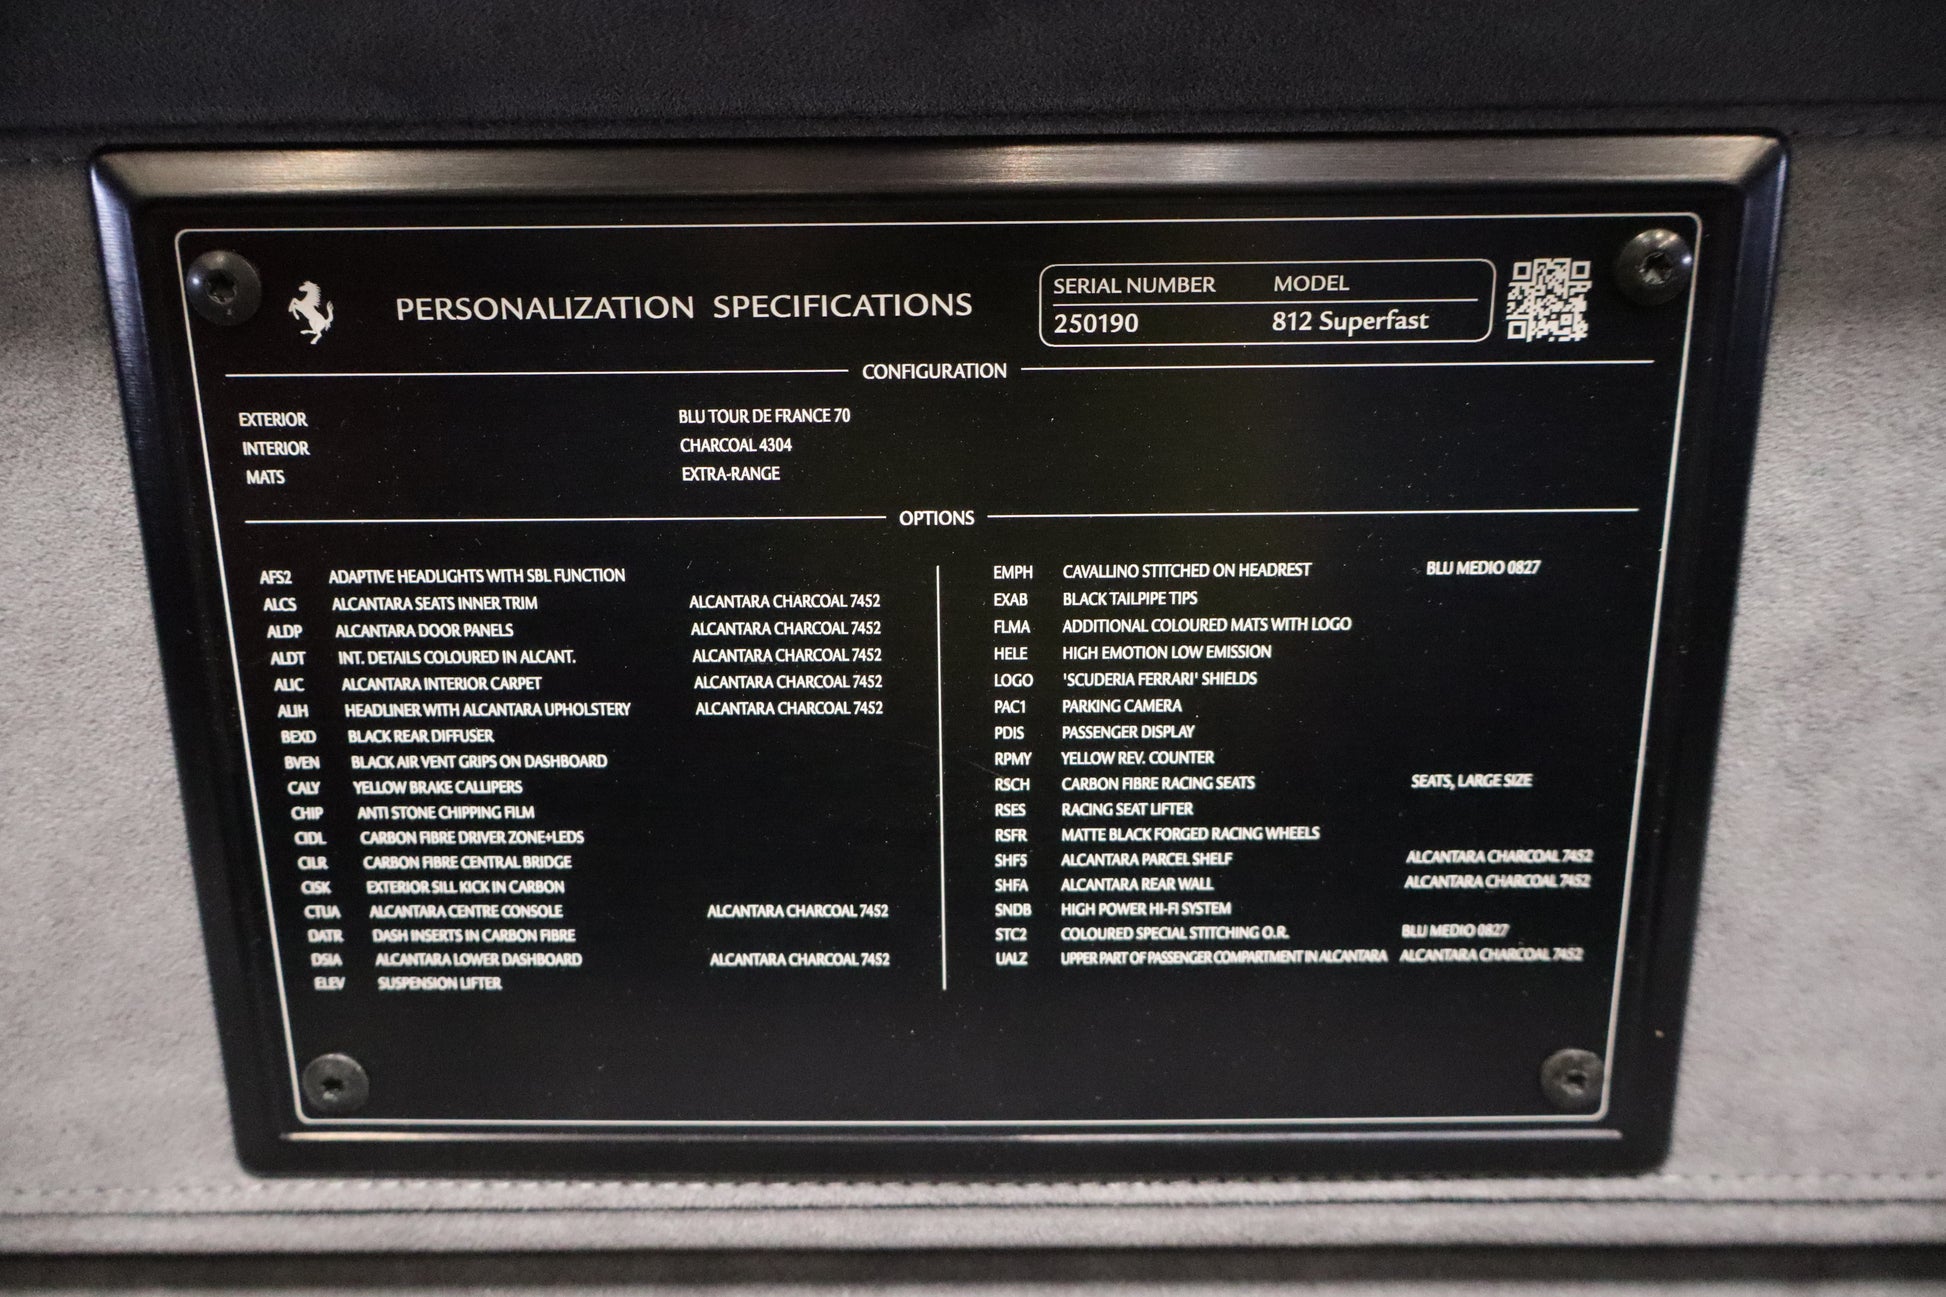 PERSONALIZATION SPECIFICATIONS
SERIAL NUMBER MODEL
250190 812 Superfast
CONFIGURATION
EXTERIOR BLU TOUR DE FRANCE 70
INTERIOR CHARCOAL 4304
MATS EXTRA-RANGE
OPTIONS
AFS2 ADAPTIVE HEADLIGHTS WITH SBL FUNCTION
ALCS ALCANTARA SEATS INNER TRIM ALCANTARA CHARCOAL 7452
ALDP ALCANTARA DOOR PANELS ALCANTARA CHARCOAL 7452
ALDT INT. DETAILS COLOURED IN ALCANT. ALCANTARA CHARCOAL 7452
ALIC ALCANTARA INTERIOR CARPET ALCANTARA CHARCOAL 7452
ALIH HEADLINER WITH ALCANTARA UPHOLSTERY ALCANTARA CHARCOAL 7452
BEXD BLACK REAR DIFFUSER
BVEN BLACK AIR VENT GRIPS ON DASHBOARD
CALY YELLOW BRAKE CALLIPERS
CHIP ANTI STONE CHIPPING FILM
CIDL CARBON FIBRE DRIVER ZONE+LEDS
CILR CARBON FIBRE CENTRAL BRIDGE
CISK EXTERIOR SILL KICK IN CARBON
CTUA ALCANTARA CENTRE CONSOLE ALCANTARA CHARCOAL 7452
DATR DASH INSERTS IN CARBON FIBRE
DSIA ALCANTARA LOWER DASHBOARD ALCANTARA CHARCOAL 7452
ELEV SUSPENSION LIFTER
EMPH CAVALLINO STITCHED ON HEADREST BLU MEDIO 0827
EXAB BLACK TAILPIPE TIPS
FLMA ADDITIONAL COLOURED MATS WITH LOGO
HELE HIGH EMOTION LOW EMISSION
LOGO 'SCUDERIA FERRARI' SHIELDS
PAC1 PARKING CAMERA
PDIS PASSENGER DISPLAY
RPMY YELLOW REV. COUNTER
RSCH CARBON FIBRE RACING SEATS SEATS, LARGE SIZE
RSES RACING SEAT LIFTER
RSFR MATTE BLACK FORGED RACING WHEELS
SHF5 ALCANTARA PARCEL SHELF ALCANTARA CHARCOAL 7452
SHFA ALCANTARA REAR WALL ALCANTARA CHARCOAL 7452
SNDB HIGH POWER HI-FI SYSTEM
STC2 COLOURED SPECIAL STITCHING O.R. BLU MEDIO 0827
UALZ UPPER PART OF PASSENGER COMPARTMENT IN ALCANTARA ALCANTARA CHARCOAL 7452